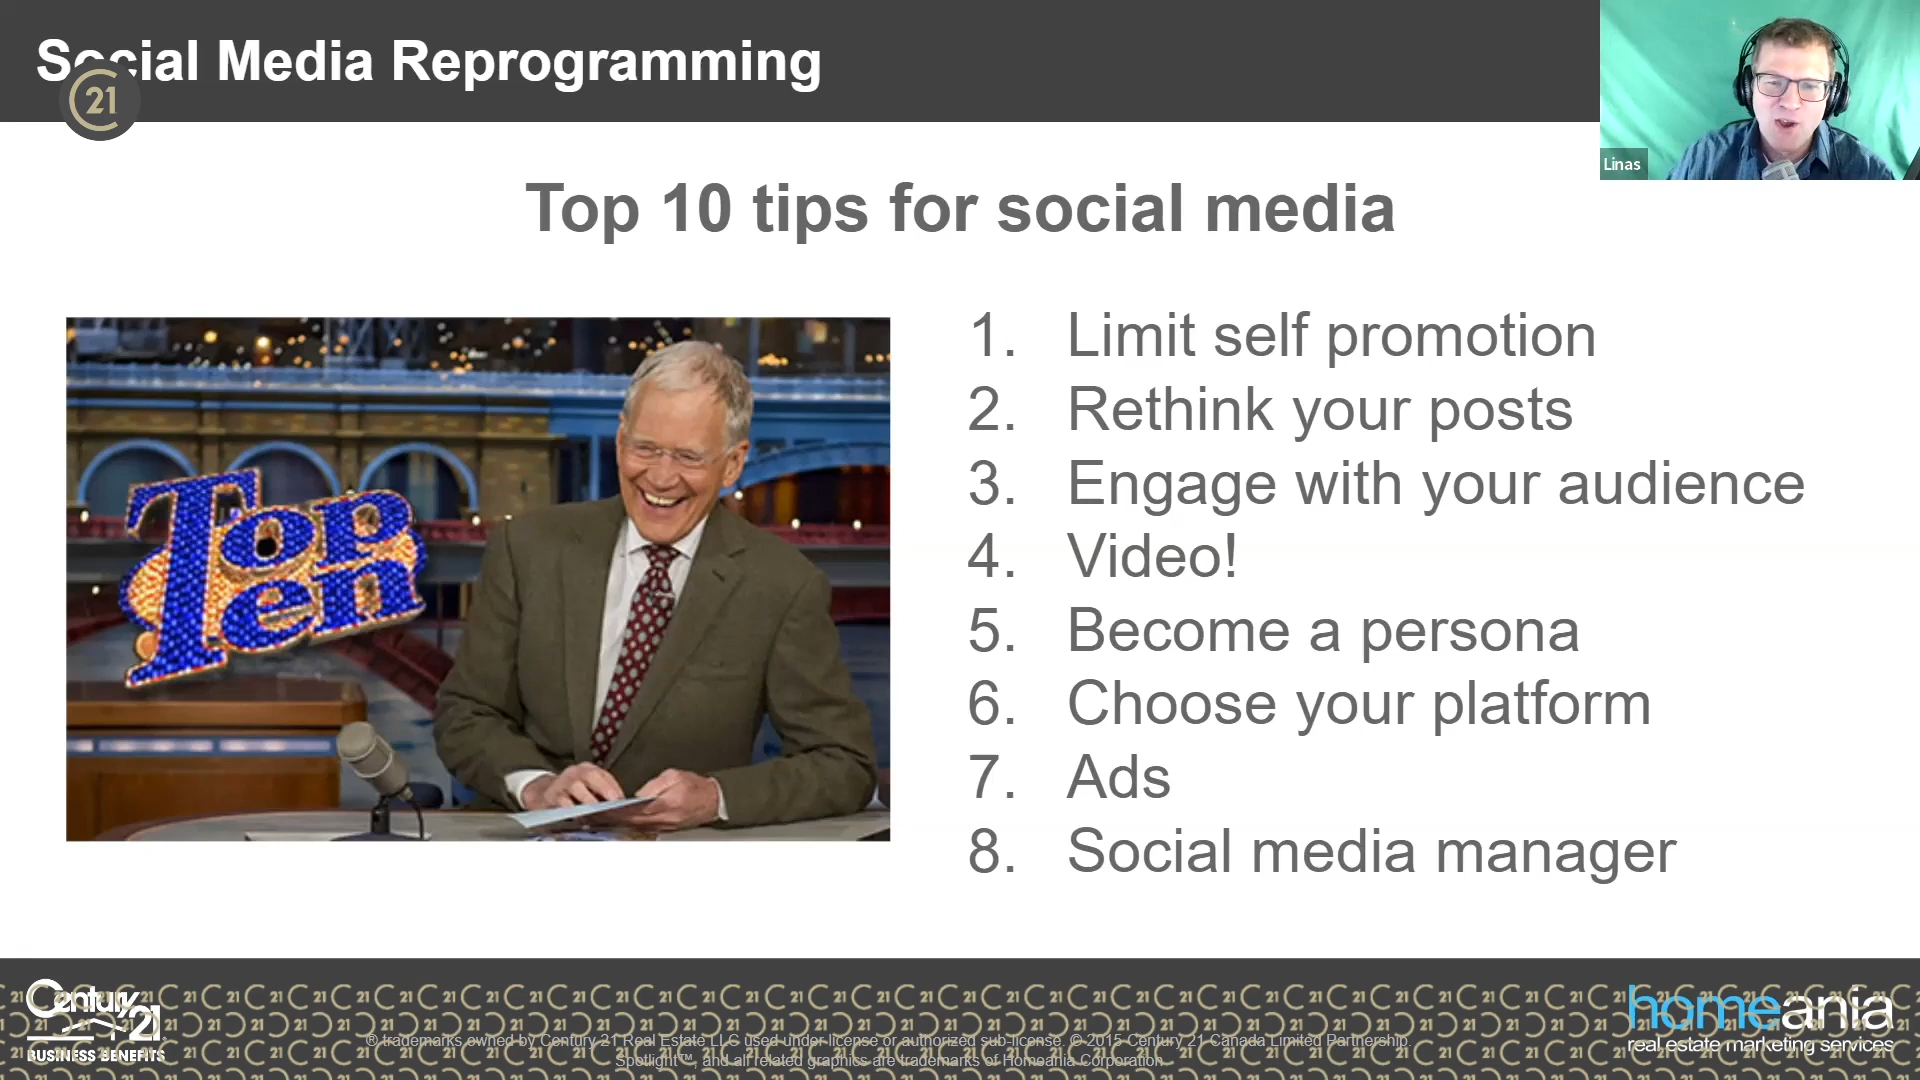 Social Media Reprogramming
21
Linas
Top 10 tips for social media
Top
Ten
1. Limit self promotion
2. Rethink your posts
3. Engage with your audience
4. Video!
5. Become a persona
6. Choose your platform
7. Ads
8. Social media manager
Century 21
BUSINESS BENEFITS
® trademarks owned by Century 21 Real Estate LLC used under license or authorized sub-license. © 2015 Century 21 Canada Limited Partnership.
Spotlight™, and all related graphics are trademarks of Homeania Corporation.
homeania
real estate marketing services